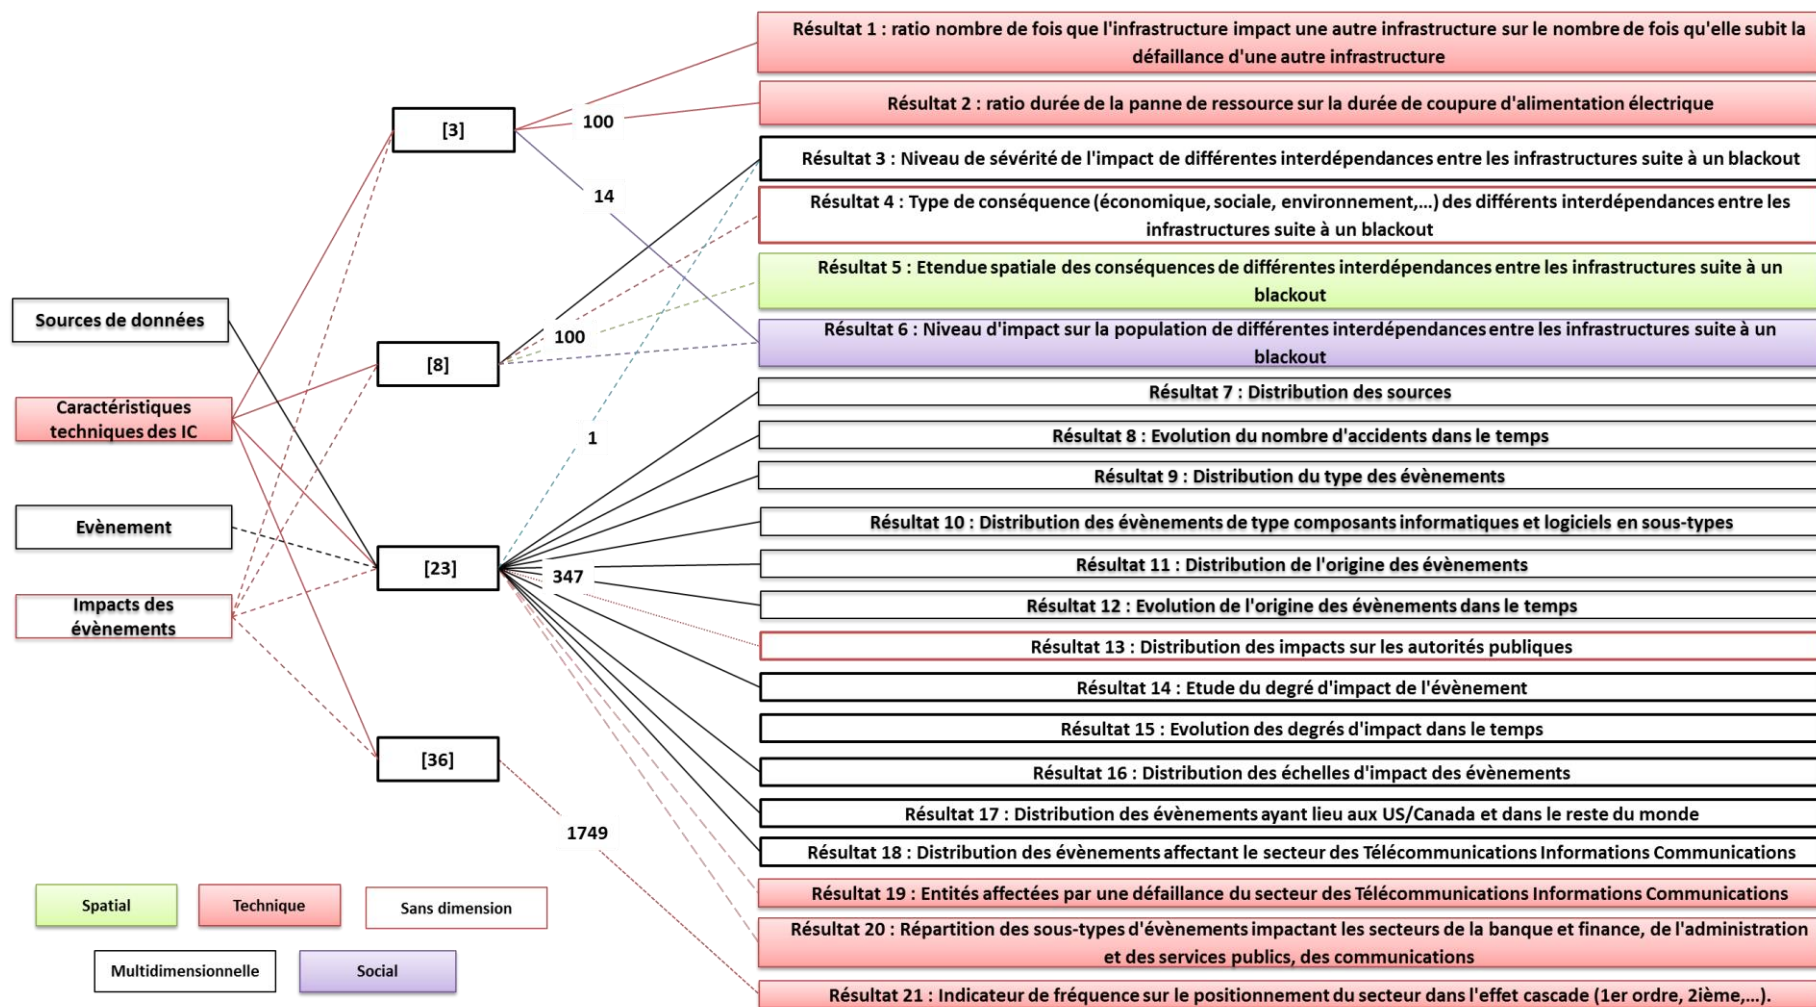 Résultat 1 : ratio nombre de fois que l'infrastructure impact une autre infrastructure sur le nombre de fois qu'elle subit la
défaillance d'une autre infrastructure
[3]
100
Résultat 2 : ratio durée de la panne de ressource sur la durée de coupure d'alimentation électrique
Résultat 3 : Niveau de sévérité de l'impact de différentes interdépendances entre les infrastructures suite à un blackout
14
Résultat 4 : Type de conséquence (économique, sociale, environnement,...) des différents interdépendances entre les
infrastructures suite à un blackout
Résultat 5 : Etendue spatiale des conséquences de différentes interdépendances entre les infrastructures suite à un
blackout
Sources de données
100
Résultat 6 : Niveau d'impact sur la population de différentes interdépendances entre les infrastructures suite à un
blackout
[8]
Résultat 7 : Distribution des sources
Caractéristiques
techniques des IC
1
Résultat 8 : Evolution du nombre d'accidents dans le temps
Résultat 9 : Distribution du type des évènements
Evènement
Résultat 10 : Distribution des évènements de type composants informatiques et logiciels en sous-types
[23]
347
Résultat 11 : Distribution de l'origine des évènements
Impacts des
évènements
Résultat 12 : Evolution de l'origine des évènements dans le temps
Résultat 13 : Distribution des impacts sur les autorités publiques
Résultat 14 : Etude du degré d'impact de l'évènement
Résultat 15 : Evolution des degrés d'impact dans le temps
[36]
Résultat 16 : Distribution des échelles d'impact des évènements
Résultat 17 : Distribution des évènements ayant lieu aux US/Canada et dans le reste du monde
1749
Résultat 18 : Distribution des évènements affectant le secteur des Télécommunications Informations Communications
Résultat 19 : Entités affectées par une défaillance du secteur des Télécommunications Informations Communications
Spatial
Technique
Sans dimension
Résultat 20 : Répartition des sous-types d'évènements impactant les secteurs de la banque et finance, de l'administration
et des services publics, des communications
Multidimensionnelle
Social
Résultat 21 : Indicateur de fréquence sur le positionnement du secteur dans l'effet cascade (1er ordre, 2ième,...).